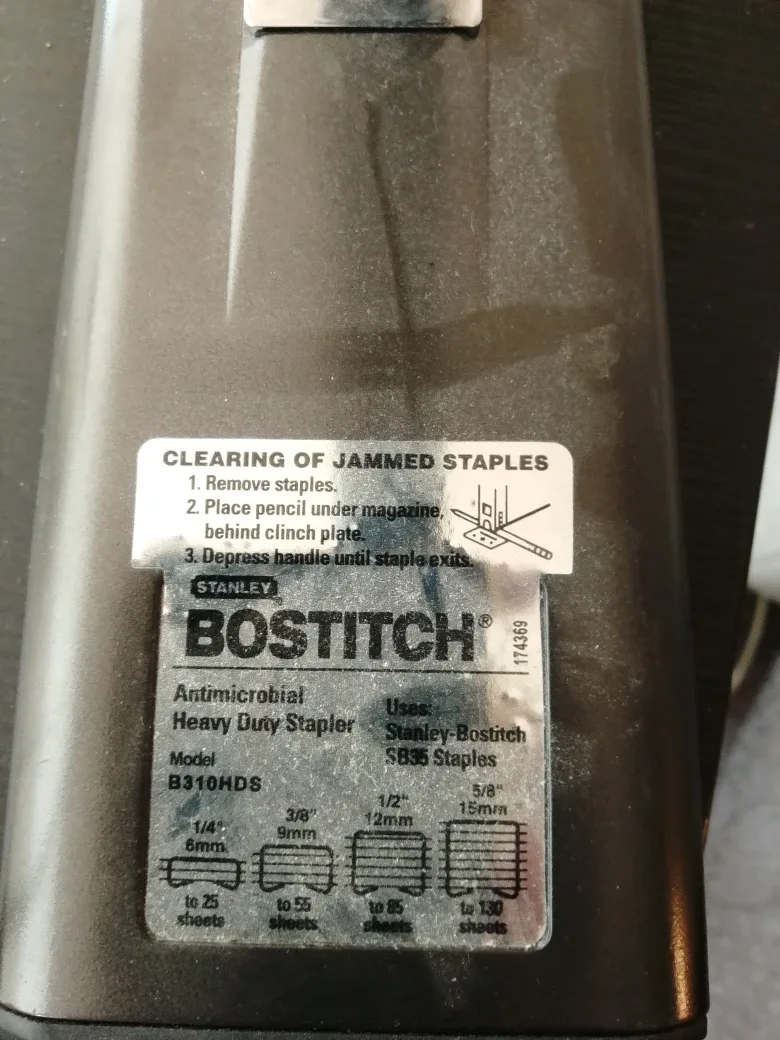 CLEARING OF JAMMED STAPLES
1. Remove staples.
2. Place pencil under magazine,
behind clinch plate.
3. Depress handle until staple exits.
STANLEY
BOSTITCH®
174369
Antimicrobial
Heavy Duty Stapler
Model
B310HDS
Uses:
Stanley-Bostitch
SB35 Staples
1/4"
6mm
to 25
sheets
3/8"
9mm
to 55
sheets
1/2"
12mm
to 85
sheets
5/8"
15mm
to 130
sheets